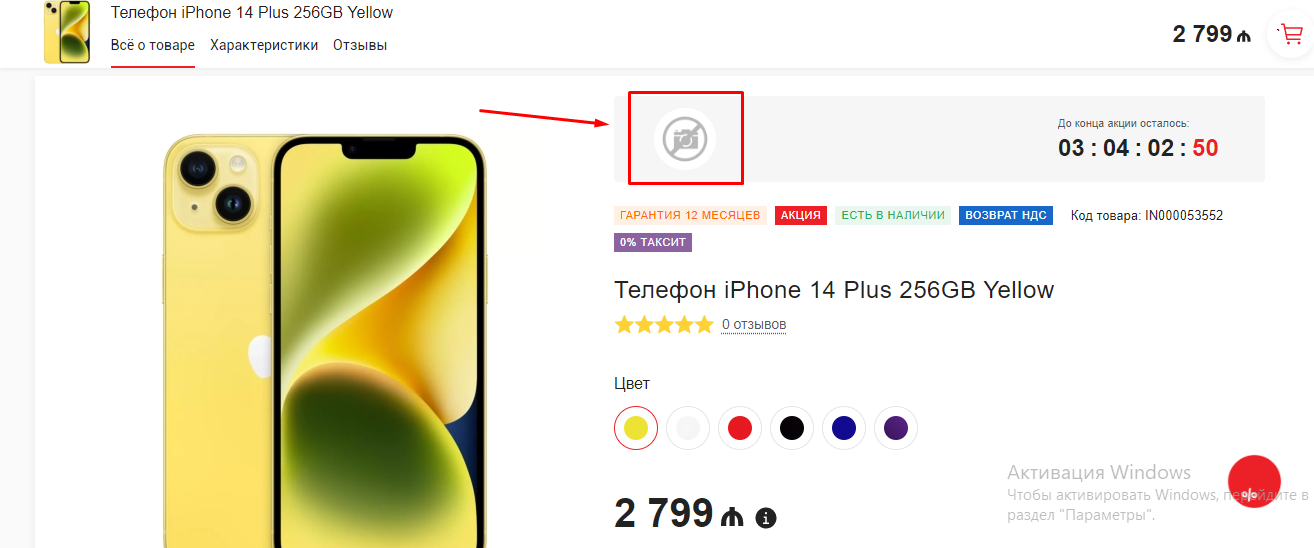 Телефон iPhone 14 Plus 256GB Yellow
Всё о товаре Характеристики Отзывы
2 799 ₼
До конца акции осталось:
03 : 04 : 02 : 50
ГАРАНТИЯ 12 МЕСЯЦЕВ АКЦИЯ ЕСТЬ В НАЛИЧИИ ВОЗВРАТ НДС Код товара: IN000053552
0% ТАКСИТ
Телефон iPhone 14 Plus 256GB Yellow
0 отзывов
Цвет
2 799 ₼
Активация Windows
Чтобы активировать Windows, перейдите в
раздел "Параметры".